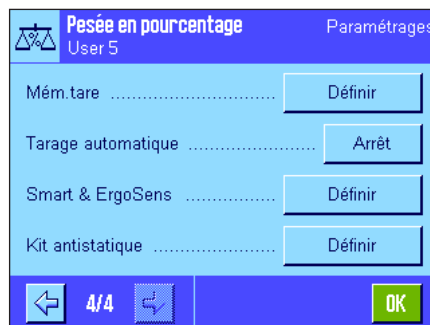 Pesée en pourcentage Paramétrages
User 5
Mém.tare ............................ Définir
Tarage automatique ...................... Arrêt
Smart & ErgoSens ................ Définir
Kit antistatique ..................... Définir
4/4 OK